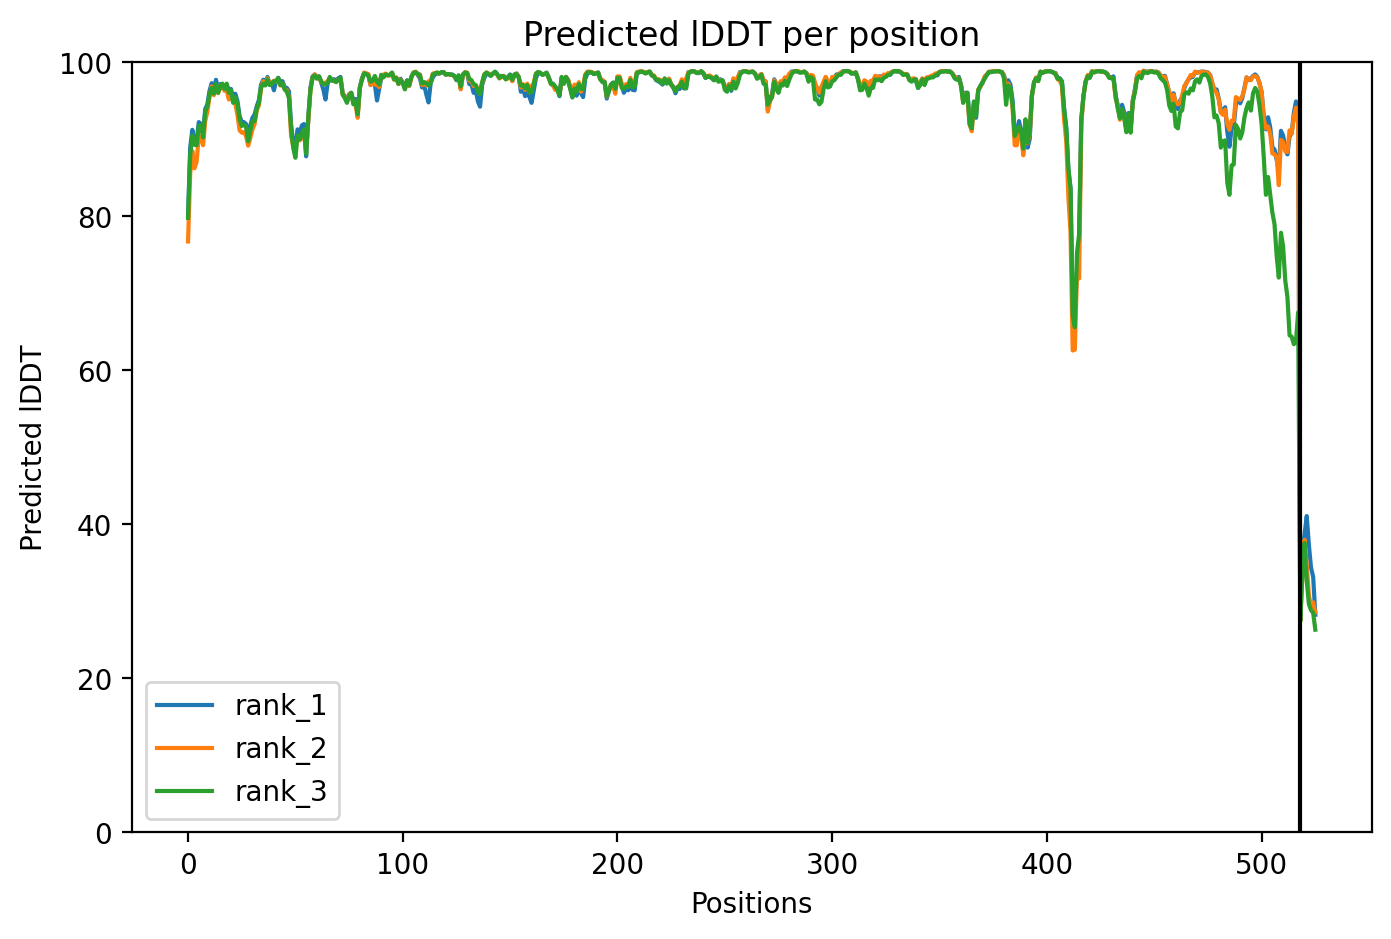 Predicted lDDT per position
Predicted lDDT
100
80
60
40
20
0
rank_1
rank_2
rank_3
0 100 200 300 400 500
Positions